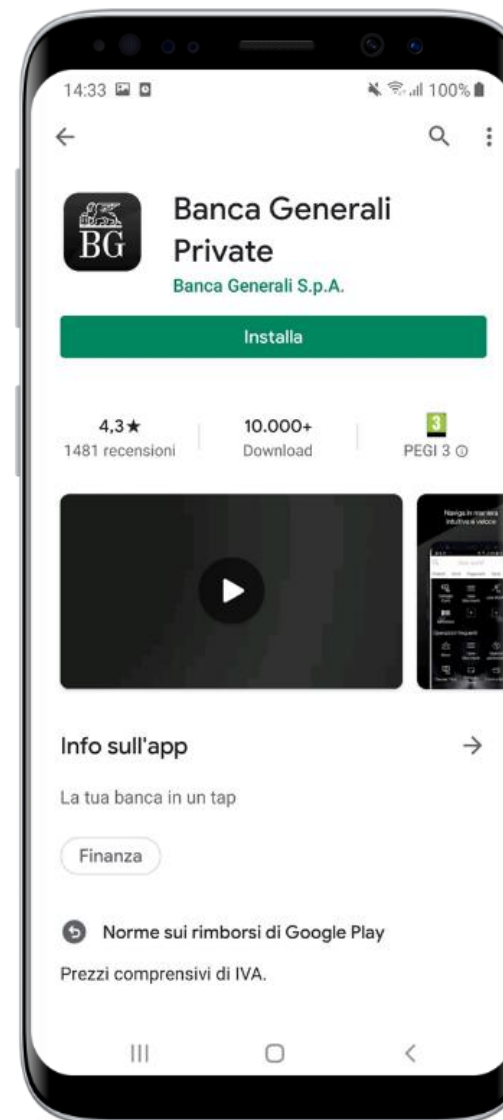 14:33
100%
BG
Banca Generali
Private
Banca Generali S.p.A.
Installa
4,3★
10.000+
3
1481 recensioni
Download
PEGI 3
Naviga in maniera
intuitiva e veloce
Info sull'app
La tua banca in un tap
Finanza
Norme sui rimborsi di Google Play
Prezzi comprensivi di IVA.